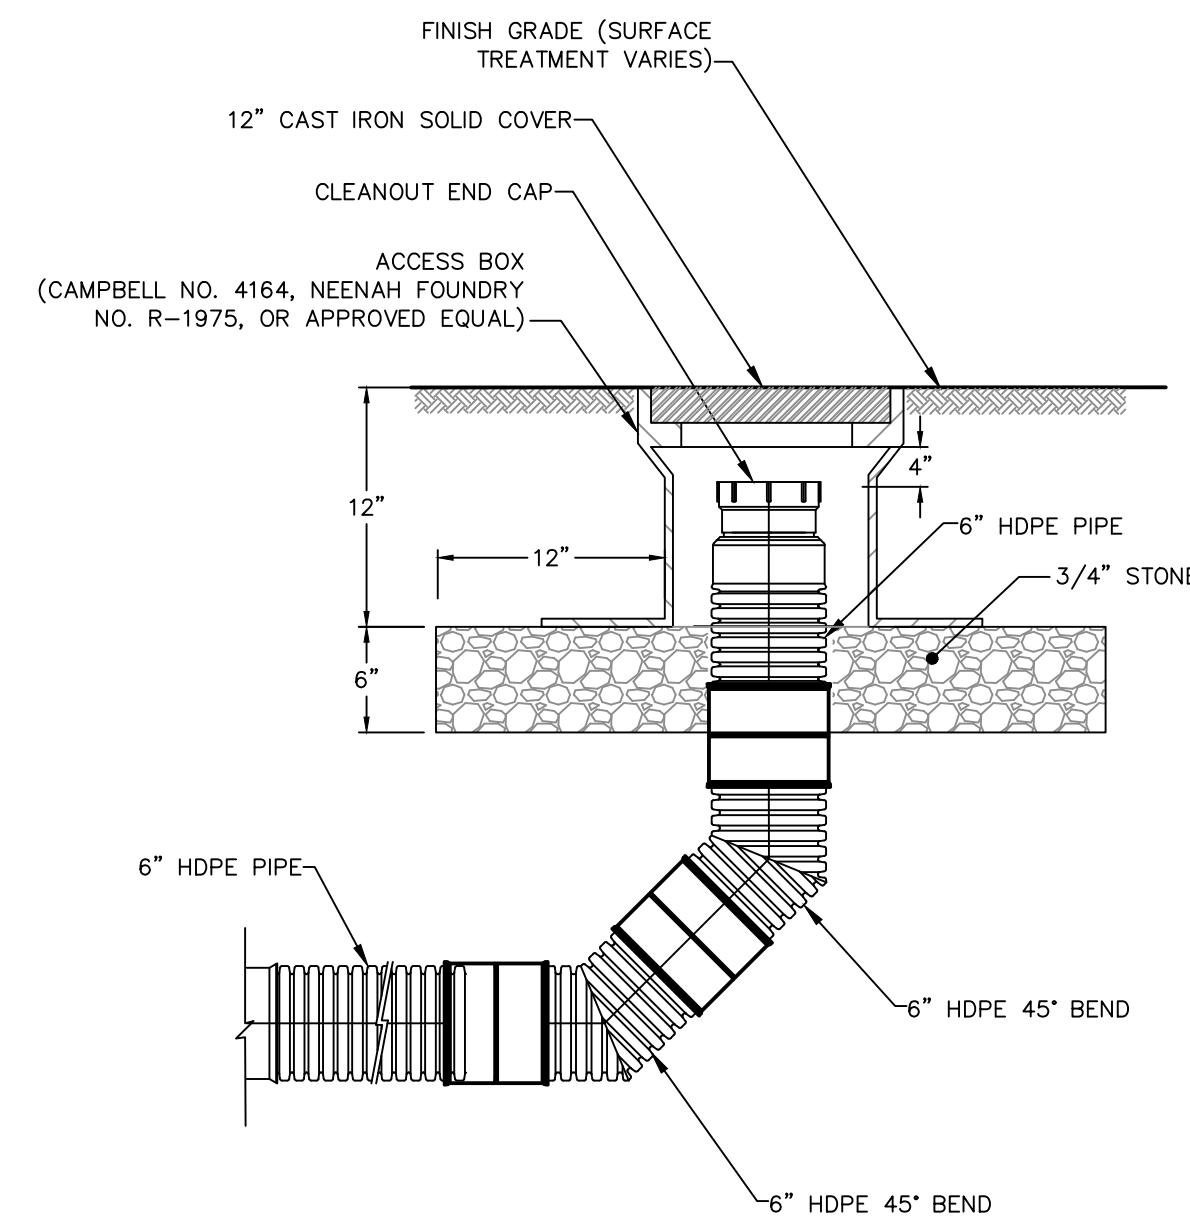 FINISH GRADE (SURFACE
TREATMENT VARIES)
12" CAST IRON SOLID COVER
CLEANOUT END CAP
ACCESS BOX
(CAMPBELL NO. 4164, NEENAH FOUNDRY
NO. R-1975, OR APPROVED EQUAL)
4"
12"
6" HDPE PIPE
12"
3/4" STONE
6"
6" HDPE PIPE
6" HDPE 45° BEND
6" HDPE 45° BEND